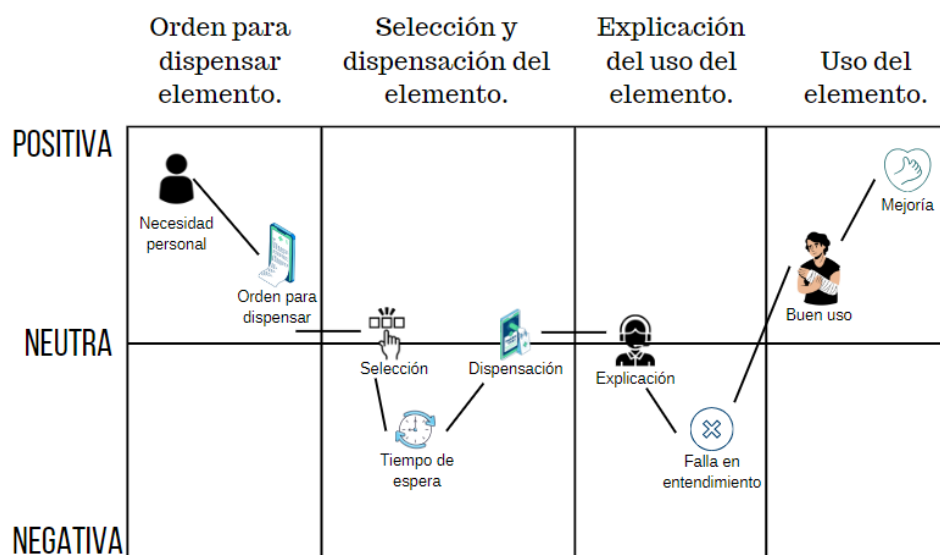 Orden para
dispensar
elemento.
Selección y
dispensación del
elemento.
Explicación
del uso del
elemento.
Uso del
elemento.
POSITIVA
Necesidad
personal
Mejoría
Orden para
dispensar
Buen uso
NEUTRA
Selección
Dispensación
Explicación
Tiempo de
espera
Falla en
entendimiento
NEGATIVA